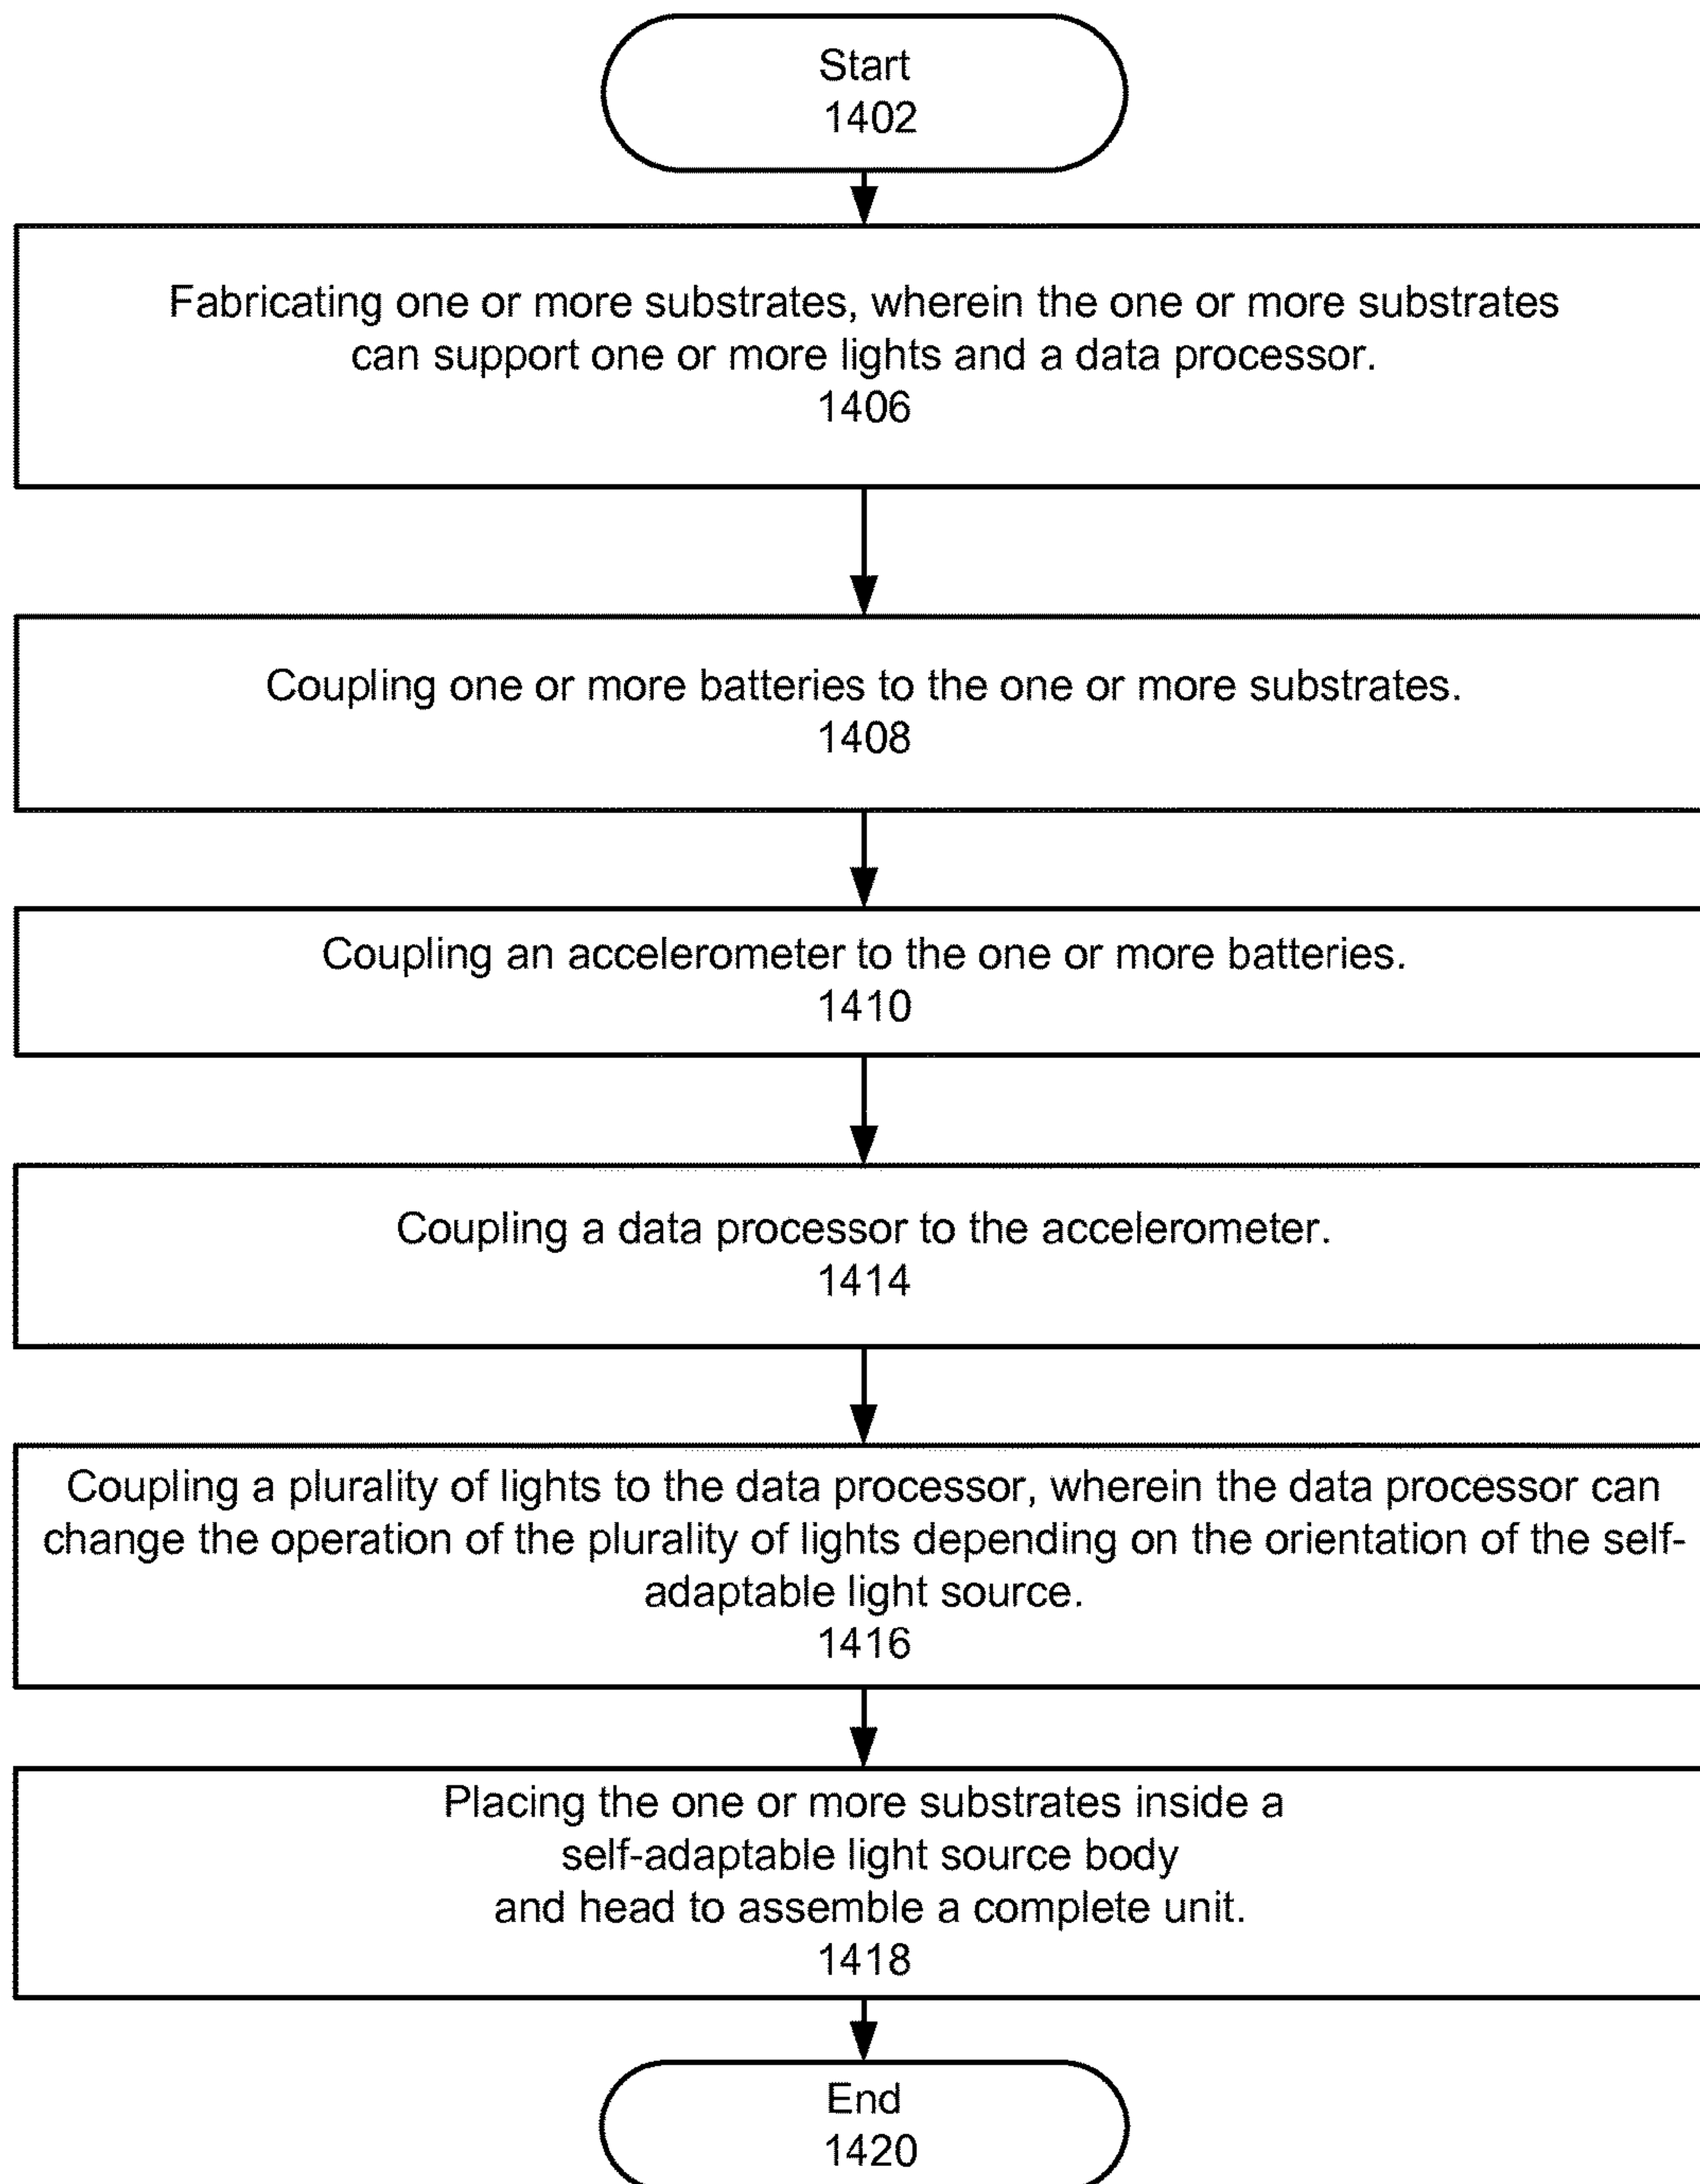 Start
1402
Fabricating one or more substrates, wherein the one or more substrates
can support one or more lights and a data processor.
1406
Coupling one or more batteries to the one or more substrates.
1408
Coupling an accelerometer to the one or more batteries.
1410
Coupling a data processor to the accelerometer.
1414
Coupling a plurality of lights to the data processor, wherein the data processor can
change the operation of the plurality of lights depending on the orientation of the self-
adaptable light source.
1416
Placing the one or more substrates inside a
self-adaptable light source body
and head to assemble a complete unit.
1418
End
1420